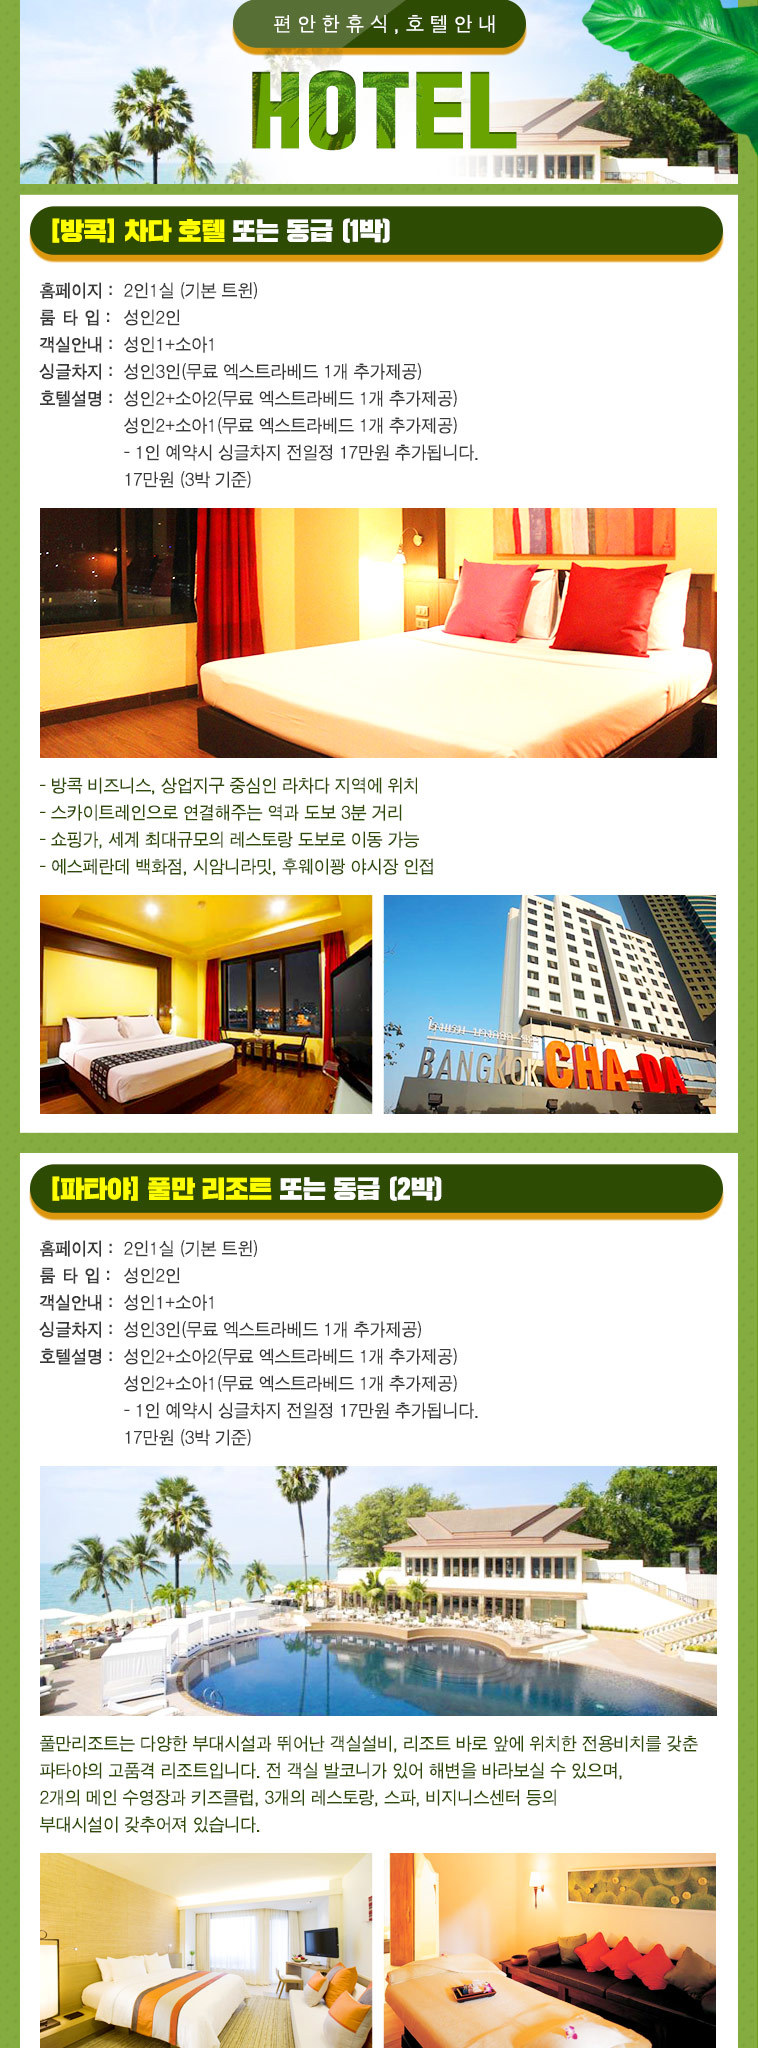 편안한휴식,호텔안내
HOTEL
[방콕] 차다 호텔 또는 동급 (1박)
홈페이지 : 2인1실 (기본 트윈)
룸 타 입 : 성인2인
객실안내 : 성인1+소아1
싱글차지 : 성인3인(무료 엑스트라베드 1개 추가제공)
호텔설명 : 성인2+소아2(무료 엑스트라베드 1개 추가제공)
성인2+소아1(무료 엑스트라베드 1개 추가제공)
- 1인 예약시 싱글차지 전일정 17만원 추가됩니다.
17만원 (3박 기준)
- 방콕 비즈니스, 상업지구 중심인 라차다 지역에 위치
- 스카이트레인으로 연결해주는 역과 도보 3분 거리
- 쇼핑가, 세계 최대규모의 레스토랑 도보로 이동 가능
- 에스페란데 백화점, 시암니라밋, 후웨이꽝 야시장 인접
BANGKOK CHA-DA
[파타야] 풀만 리조트 또는 동급 (2박)
홈페이지 : 2인1실 (기본 트윈)
룸 타 입 : 성인2인
객실안내 : 성인1+소아1
싱글차지 : 성인3인(무료 엑스트라베드 1개 추가제공)
호텔설명 : 성인2+소아2(무료 엑스트라베드 1개 추가제공)
성인2+소아1(무료 엑스트라베드 1개 추가제공)
- 1인 예약시 싱글차지 전일정 17만원 추가됩니다.
17만원 (3박 기준)
풀만리조트는 다양한 부대시설과 뛰어난 객실설비, 리조트 바로 앞에 위치한 전용비치를 갖춘
파타야의 고품격 리조트입니다. 전 객실 발코니가 있어 해변을 바라보실 수 있으며,
2개의 메인 수영장과 키즈클럽, 3개의 레스토랑, 스파, 비지니스센터 등의
부대시설이 갖추어져 있습니다.